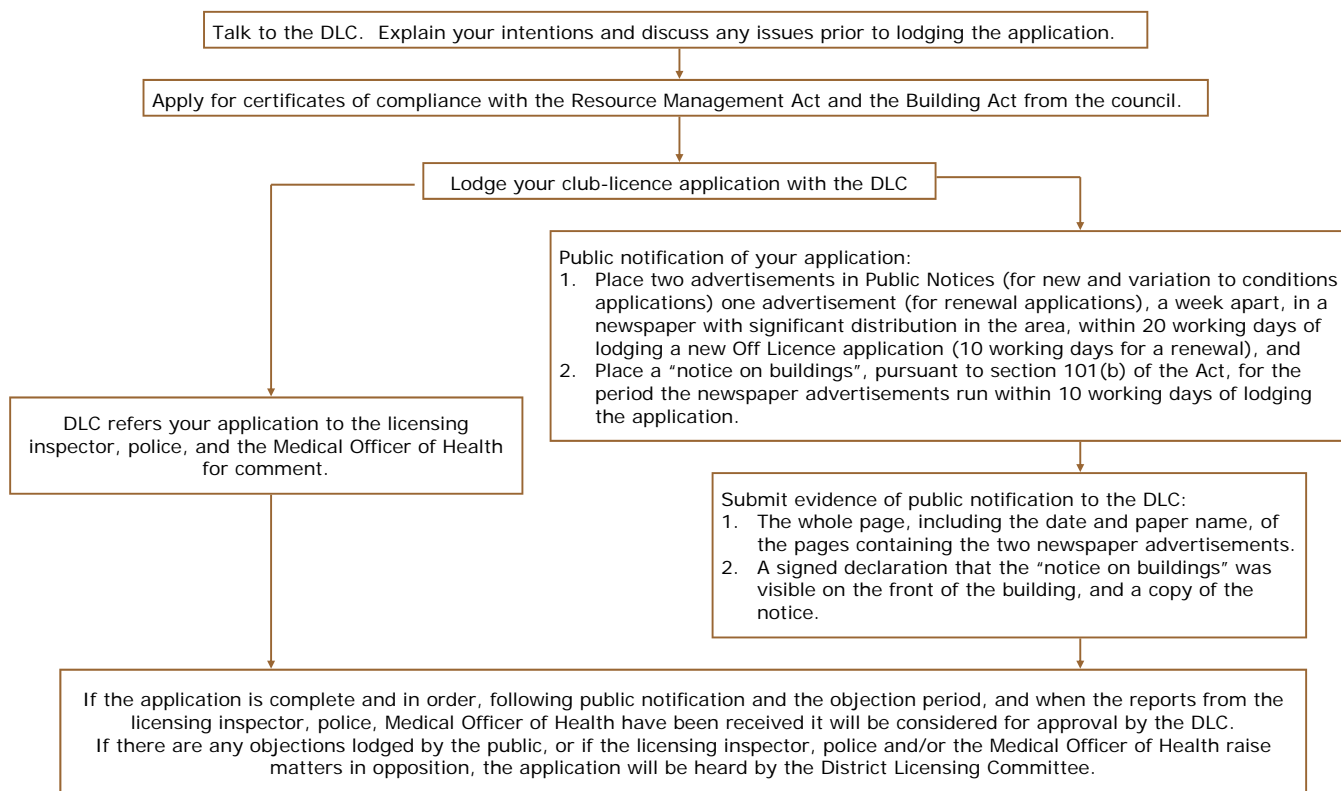 Talk to the DLC.  Explain your intentions and discuss any issues prior to lodging the application.
Apply for certificates of compliance with the Resource Management Act and the Building Act from the council.
Lodge your club-licence application with the DLC
Public notification of your application:
1. Place two advertisements in Public Notices (for new and variation to conditions
applications) one advertisement (for renewal applications), a week apart, in a
newspaper with significant distribution in the area, within 20 working days of
lodging a new Off Licence application (10 working days for a renewal), and
2. Place a “notice on buildings”, pursuant to section 101(b) of the Act, for the
period the newspaper advertisements run within 10 working days of lodging
the application.
DLC refers your application to the licensing
inspector, police, and the Medical Officer of Health
for comment.
Submit evidence of public notification to the DLC:
1. The whole page, including the date and paper name, of
the pages containing the two newspaper advertisements.
2. A signed declaration that the “notice on buildings” was
visible on the front of the building, and a copy of the
notice.
If the application is complete and in order, following public notification and the objection period, and when the reports from the
licensing inspector, police, Medical Officer of Health have been received it will be considered for approval by the DLC.
If there are any objections lodged by the public, or if the licensing inspector, police and/or the Medical Officer of Health raise
matters in opposition, the application will be heard by the District Licensing Committee.